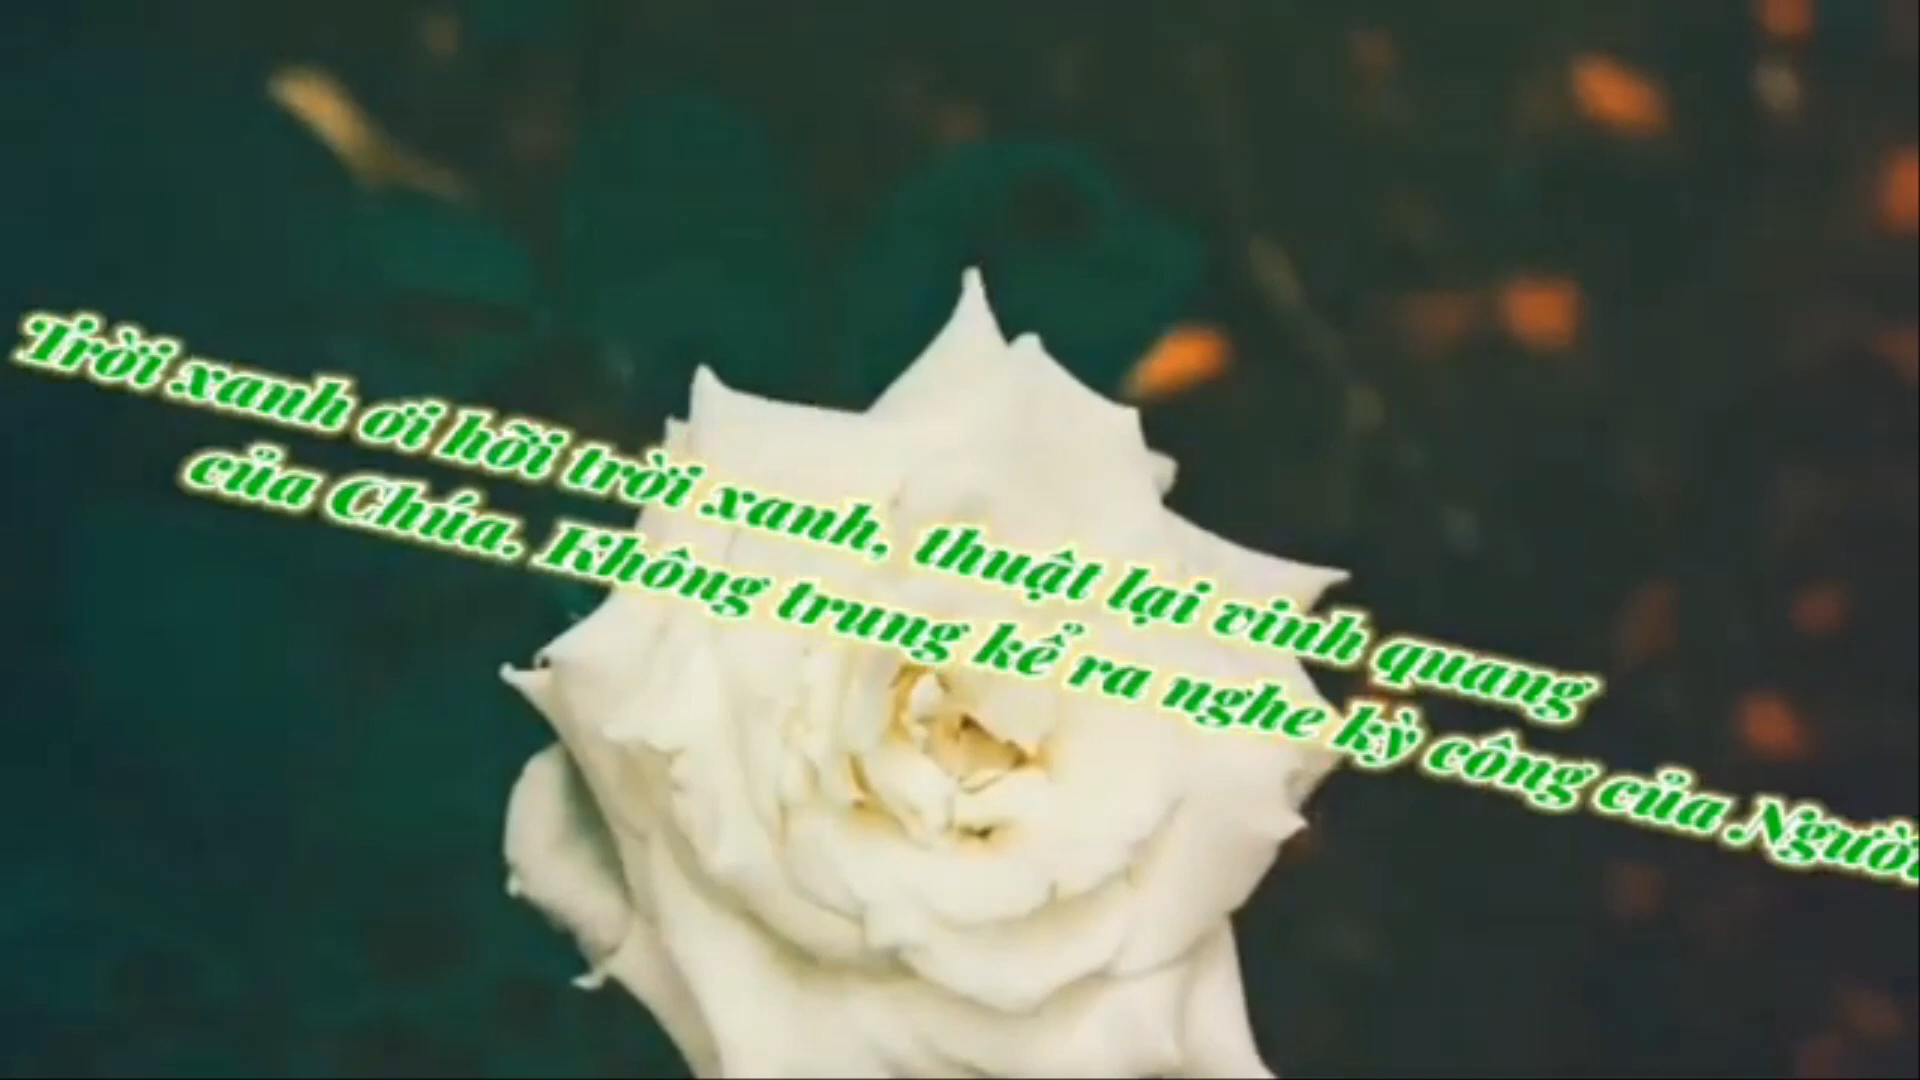 Trời xanh ơi hỡi trời xanh, thuật lại vinh quang
của Chúa. Không trung kể ra nghe kỳ công của Người